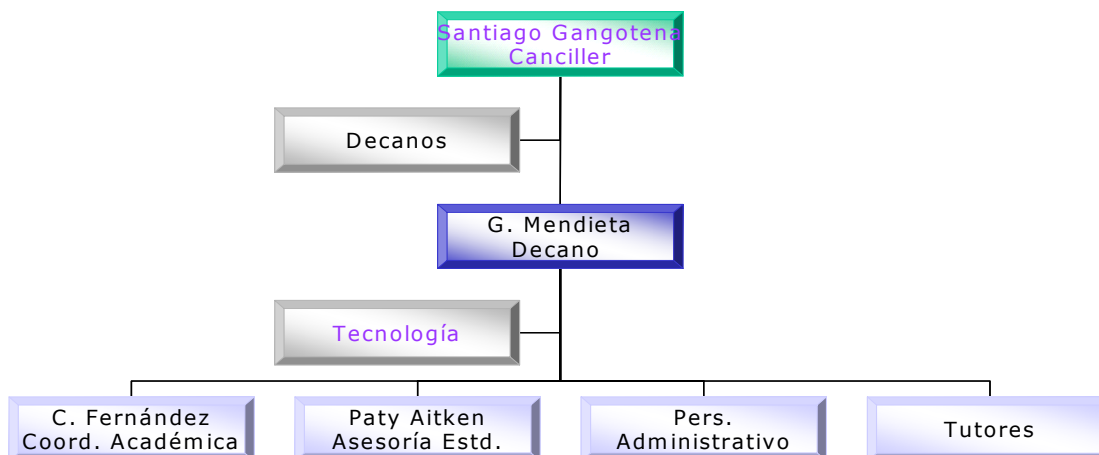 Santiago Gangotena
Canciller
Decanos
G. Mendieta
Decano
Tecnología
C. Fernández
Coord. Académica
Paty Aitken
Asesoría Estd.
Pers.
Administrativo
Tutores